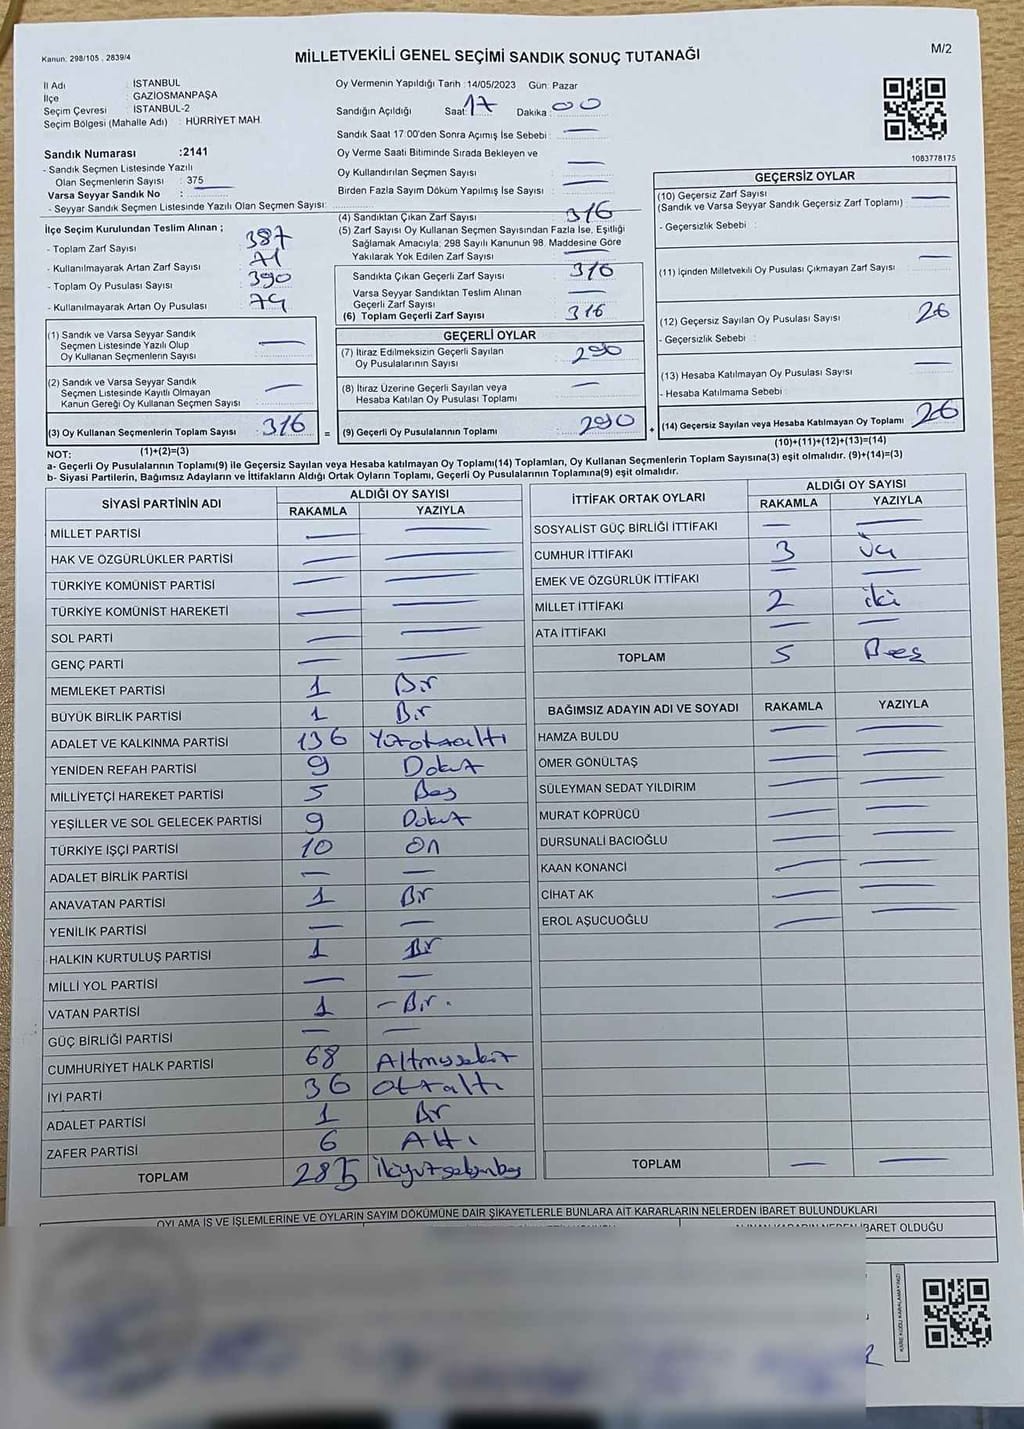 Kanun: 298/105 , 2839/4
MİLLETVEKİLİ GENEL SEÇİMİ SANDIK SONUÇ TUTANAĞI
M/2
İl Adı : İSTANBUL
İlçe : GAZİOSMANPAŞA
Seçim Çevresi : İSTANBUL-2
Seçim Bölgesi (Mahalle Adı) : HÜRRİYET MAH.
Oy Vermenin Yapıldığı Tarih :14/05/2023 Gün: Pazar
Sandığın Açıldığı Saat: 17 Dakika: 00
Sandık Saat 17:00'den Sonra Açımış İse Sebebi : —
Oy Verme Saati Bitiminde Sırada Bekleyen ve
Oy Kullandırılan Seçmen Sayısı : —
Birden Fazla Sayım Döküm Yapılmış İse Sayısı : —
1083778175
Sandık Numarası :2141
- Sandık Seçmen Listesinde Yazılı
Olan Seçmenlerin Sayısı : 375
Varsa Seyyar Sandık No : —
- Seyyar Sandık Seçmen Listesinde Yazılı Olan Seçmen Sayısı:
İlçe Seçim Kurulundan Teslim Alınan ;
- Toplam Zarf Sayısı : 387
- Kullanılmayarak Artan Zarf Sayısı : 71
- Toplam Oy Pusulası Sayısı : 390
- Kullanılmayarak Artan Oy Pusulası : 74
(1) Sandık ve Varsa Seyyar Sandık
Seçmen Listesinde Yazılı Olup
Oy Kullanan Seçmenlerin Sayısı —
(2) Sandık ve Varsa Seyyar Sandık
Seçmen Listesinde Kayıtlı Olmayan
Kanun Gereği Oy Kullanan Seçmen Sayısı —
(3) Oy Kullanan Seçmenlerin Toplam Sayısı 316
(1)+(2)=(3)
(4) Sandıktan Çıkan Zarf Sayısı 316
(5) Zarf Sayısı Oy Kullanan Seçmen Sayısından Fazla İse, Eşitliği
Sağlamak Amacıyla; 298 Sayılı Kanunun 98. Maddesine Göre
Yakılarak Yok Edilen Zarf Sayısı —
Sandıkta Çıkan Geçerli Zarf Sayısı 316
Varsa Seyyar Sandıktan Teslim Alınan
Geçerli Zarf Sayısı —
(6) Toplam Geçerli Zarf Sayısı 316
GEÇERLİ OYLAR
(7) İtiraz Edilmeksizin Geçerli Sayılan
Oy Pusulalarının Sayısı 290
(8) İtiraz Üzerine Geçerli Sayılan veya
Hesaba Katılan Oy Pusulası Toplamı —
= (9) Geçerli Oy Pusulalarının Toplamı 290 +
GEÇERSİZ OYLAR
(10) Geçersiz Zarf Sayısı
(Sandık ve Varsa Seyyar Sandık Geçersiz Zarf Toplamı) —
- Geçersizlik Sebebi :
(11) İçinden Milletvekili Oy Pusulası Çıkmayan Zarf Sayısı —
(12) Geçersiz Sayılan Oy Pusulası Sayısı 26
- Geçersizlik Sebebi :
(13) Hesaba Katılmayan Oy Pusulası Sayısı —
- Hesaba Katılmama Sebebi :
(14) Geçersiz Sayılan veya Hesaba Katılmayan Oy Toplamı 26
(10)+(11)+(12)+(13)=(14)
NOT:
a- Geçerli Oy Pusulalarının Toplamı(9) ile Geçersiz Sayılan veya Hesaba katılmayan Oy Toplamı(14) Toplamları, Oy Kullanan Seçmenlerin Toplam Sayısına(3) eşit olmalıdır. (9)+(14)=(3)
b- Siyasi Partilerin, Bağımsız Adayların ve İttifakların Aldığı Ortak Oyların Toplamı, Geçerli Oy Pusulalarının Toplamına(9) eşit olmalıdır.
SİYASİ PARTİNİN ADI ALDIĞI OY SAYISI
RAKAMLA YAZIYLA
MİLLET PARTİSİ — —
HAK VE ÖZGÜRLÜKLER PARTİSİ — —
TÜRKİYE KOMÜNİST PARTİSİ — —
TÜRKİYE KOMÜNİST HAREKETİ — —
SOL PARTİ — —
GENÇ PARTİ — —
MEMLEKET PARTİSİ 1 Bir
BÜYÜK BİRLİK PARTİSİ 1 Bir
ADALET VE KALKINMA PARTİSİ 136 Yüzotuzaltı
YENİDEN REFAH PARTİSİ 9 Dokuz
MİLLİYETÇİ HAREKET PARTİSİ 5 Beş
YEŞİLLER VE SOL GELECEK PARTİSİ 9 Dokuz
TÜRKİYE İŞÇİ PARTİSİ 10 On
ADALET BİRLİK PARTİSİ — —
ANAVATAN PARTİSİ 1 Bir
YENİLİK PARTİSİ — —
HALKIN KURTULUŞ PARTİSİ 1 Bir
MİLLİ YOL PARTİSİ — —
VATAN PARTİSİ 1 – Bir.
GÜÇ BİRLİĞİ PARTİSİ — —
CUMHURİYET HALK PARTİSİ 68 Altmışsekiz
İYİ PARTİ 36 Otuzaltı
ADALET PARTİSİ 1 Bir
ZAFER PARTİSİ 6 Altı
TOPLAM 285 İkiyüzseksenbeş
İTTİFAK ORTAK OYLARI ALDIĞI OY SAYISI
RAKAMLA YAZIYLA
SOSYALİST GÜÇ BİRLİĞİ İTTİFAKI — —
CUMHUR İTTİFAKI 3 Üç
EMEK VE ÖZGÜRLÜK İTTİFAKI — —
MİLLET İTTİFAKI 2 iki
ATA İTTİFAKI — —
TOPLAM 5 Beş
BAĞIMSIZ ADAYIN ADI VE SOYADI RAKAMLA YAZIYLA
HAMZA BULDU — —
ÖMER GÖNÜLTAŞ — —
SÜLEYMAN SEDAT YILDIRIM — —
MURAT KÖPRÜCÜ — —
DURSUNALİ BACIOĞLU — —
KAAN KONANCİ — —
CİHAT AK — —
EROL AŞUCUOĞLU — —
TOPLAM — —
OYLAMA İŞ VE İŞLEMLERİNE VE OYLARIN SAYIM DÖKÜMÜNE DAİR ŞİKAYETLERLE BUNLARA AİT KARARLARIN NELERDEN İBARET BULUNDUKLARI
ALINAN KARARIN NEDEN İBARET OLDUĞU